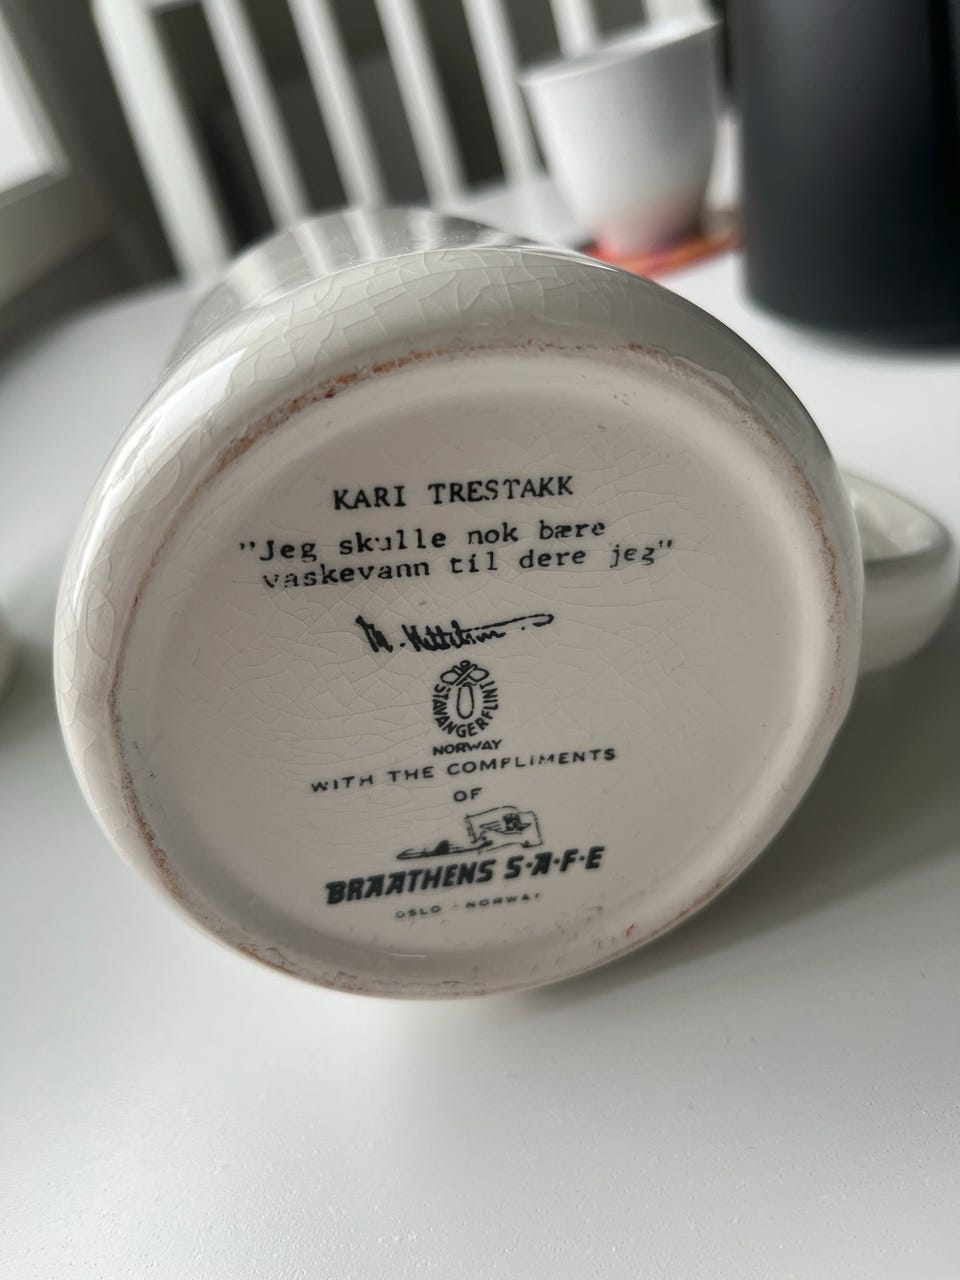 KARI TRESTAKK
"Jeg skulle nok bære
vaskevann til dere jeg"
STAVANGERFLINT
NORWAY
WITH THE COMPLIMENTS
OF
BRAATHENS S·A·F·E
OSLO - NORWAY